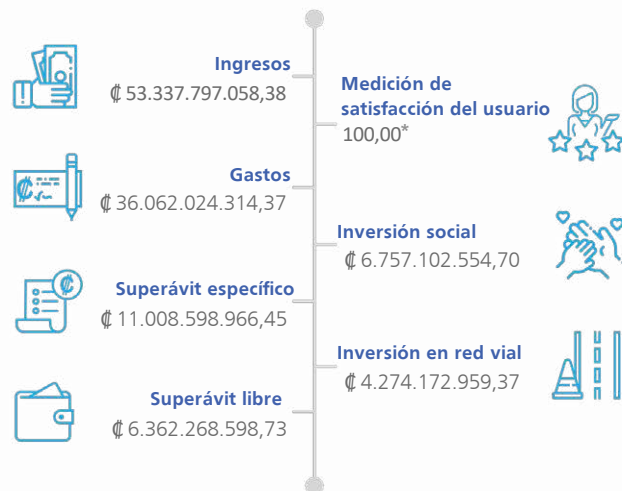 Ingresos
₡ 53.337.797.058,38
Medición de
satisfacción del usuario
100,00*
Gastos
₡ 36.062.024.314,37
Inversión social
₡ 6.757.102.554,70
Superávit específico
₡ 11.008.598.966,45
Inversión en red vial
₡ 4.274.172.959,37
Superávit libre
₡ 6.362.268.598,73